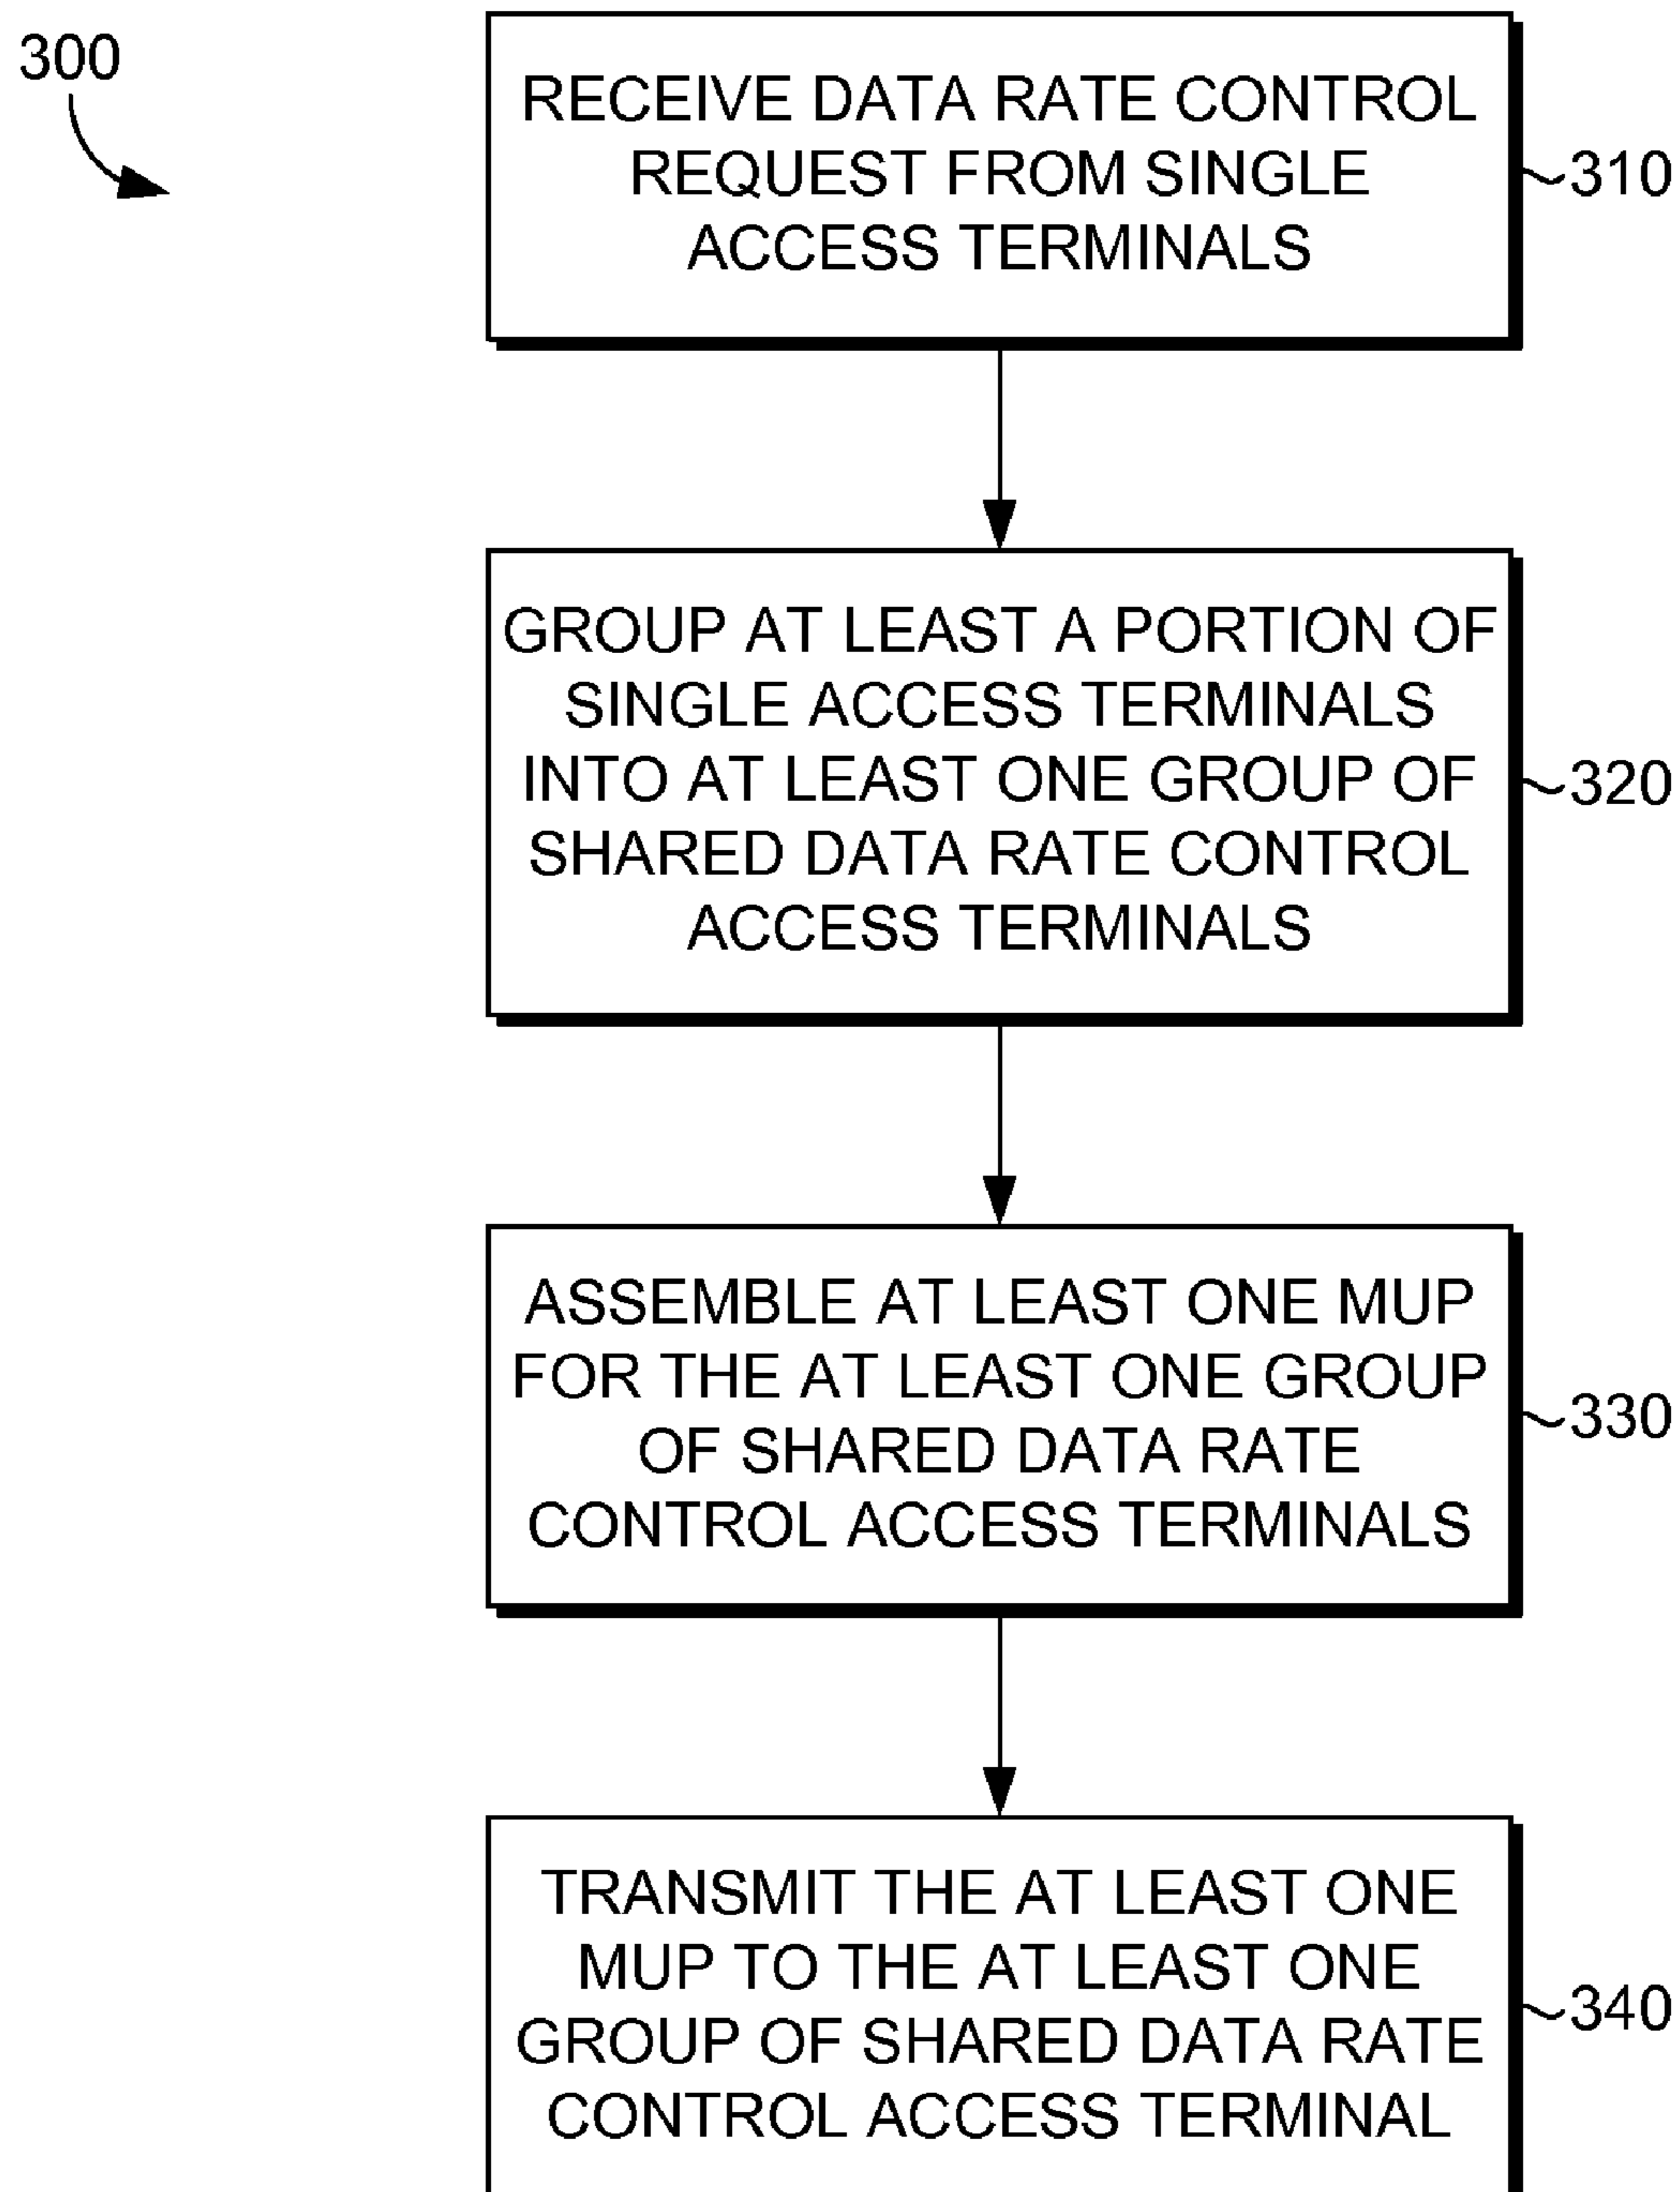 300
RECEIVE DATA RATE CONTROL
REQUEST FROM SINGLE
ACCESS TERMINALS
310
GROUP AT LEAST A PORTION OF
SINGLE ACCESS TERMINALS
INTO AT LEAST ONE GROUP OF
SHARED DATA RATE CONTROL
ACCESS TERMINALS
320
ASSEMBLE AT LEAST ONE MUP
FOR THE AT LEAST ONE GROUP
OF SHARED DATA RATE
CONTROL ACCESS TERMINALS
330
TRANSMIT THE AT LEAST ONE
MUP TO THE AT LEAST ONE
GROUP OF SHARED DATA RATE
CONTROL ACCESS TERMINAL
340